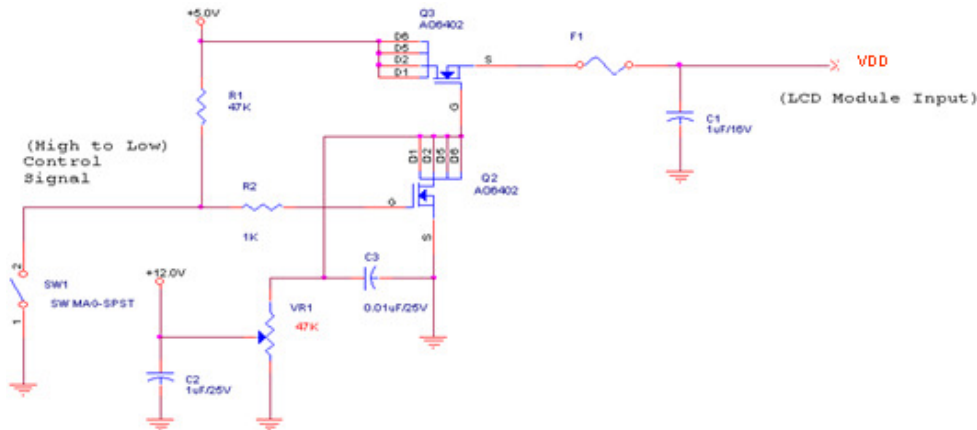 +5.0V
Q3
AO6402
D6
D5
D2
D1
S
G
F1
VDD
(LCD Module Input)
C1
1uF/16V
R1
47K
(High to Low)
Control
Signal
R2
1K
D1
D2
D5
D6
Q2
AO6402
G
S
2
SW1
SW MAG-SPST
1
+12.0V
C3
0.01uF/25V
VR1
47K
C2
1uF/25V